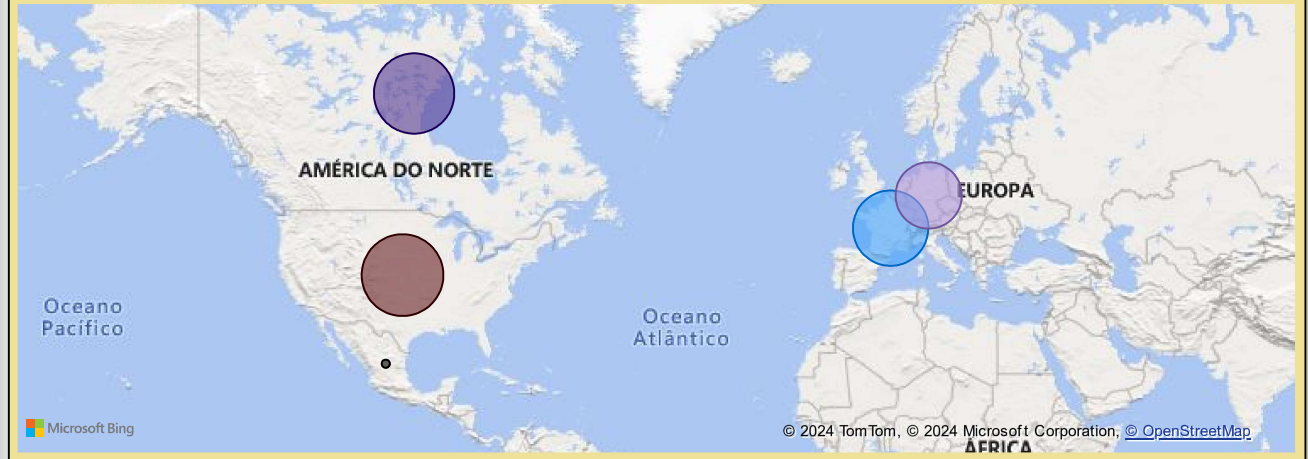 AMÉRICA DO NORTE
EUROPA
Oceano
Pacífico
Oceano
Atlântico
Microsoft Bing
© 2024 TomTom, © 2024 Microsoft Corporation, © OpenStreetMap
ÁFRICA